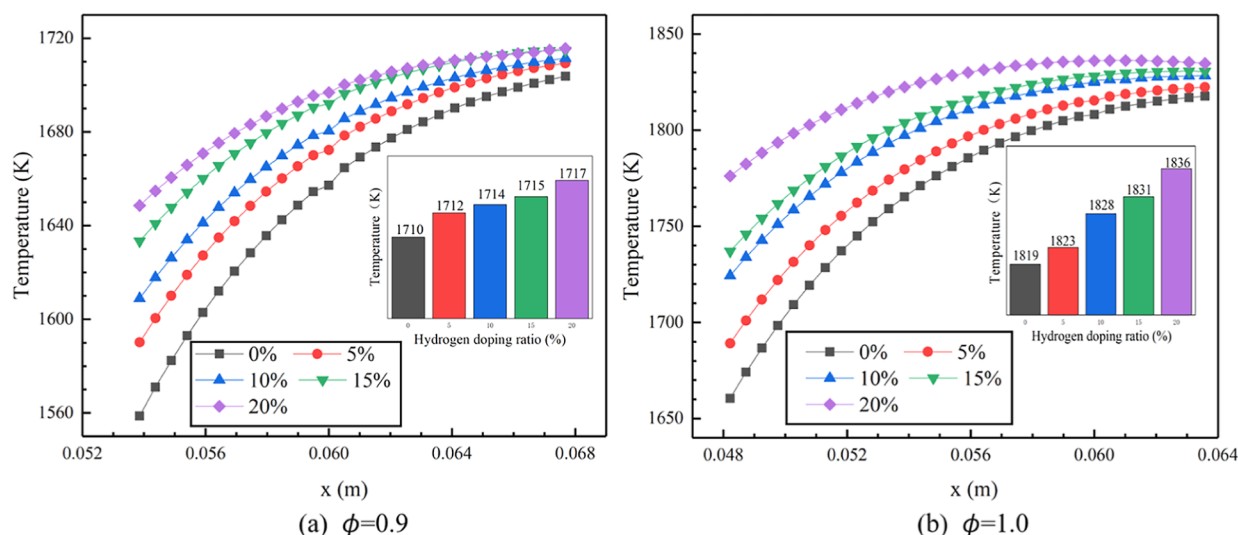 1720
1680
1640
1600
1560
Temperature (K)
0.052 0.056 0.060 0.064 0.068
x (m)
0% 5%
10% 15%
20%
Temperature (K)
1710 1712 1714 1715 1717
0 5 10 15 20
Hydrogen doping ratio (%)
(a) ϕ=0.9
1850
1800
1750
1700
1650
Temperature (K)
0.048 0.052 0.056 0.060 0.064
x (m)
0% 5%
10% 15%
20%
Temperature (K)
1819 1823 1828 1831 1836
0 5 10 15 20
Hydrogen doping ratio (%)
(b) ϕ=1.0